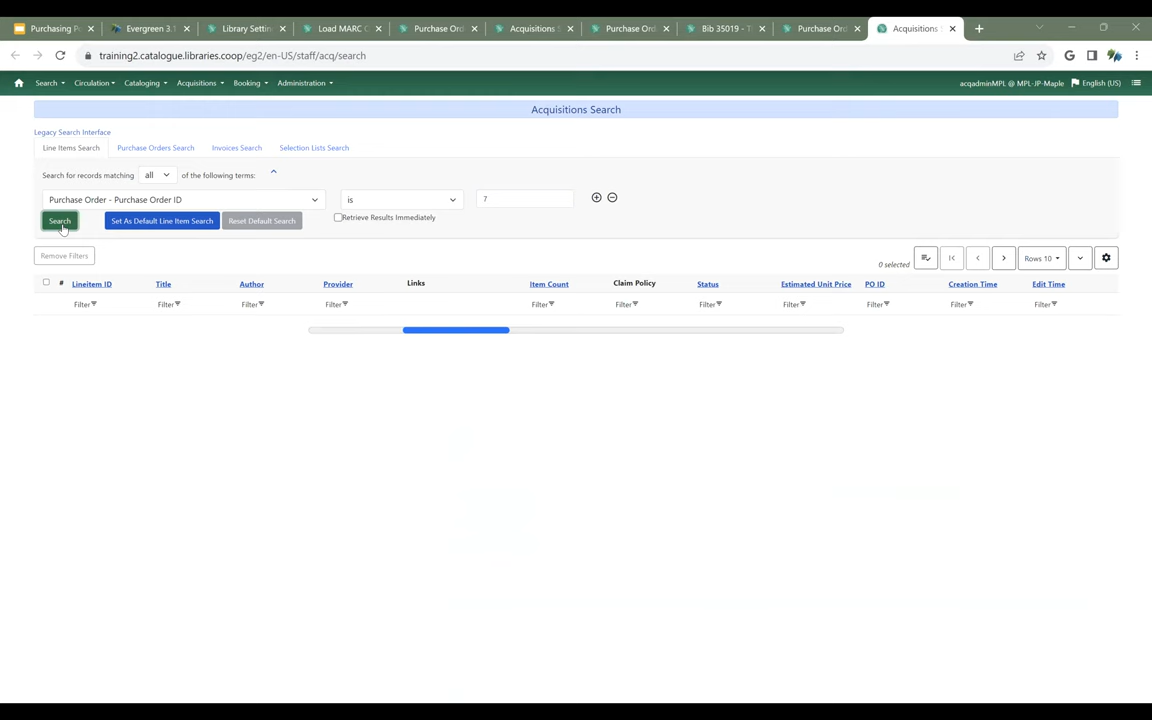 Purchasing Po
Evergreen 3.1
Library Settin
Load MARC O
Purchase Ord
Acquisitions S
Purchase Ord
Bib 35019 - Th
Purchase Ord
Acquisitions S
training2.catalogue.libraries.coop/eg2/en-US/staff/acq/search
Search Circulation Cataloging Acquisitions Booking Administration acqadminMPL @ MPL-JP-Maple English (US)
Acquisitions Search
Legacy Search Interface
Line Items Search Purchase Orders Search Invoices Search Selection Lists Search
Search for records matching all of the following terms:
Purchase Order - Purchase Order ID is 7
Search Set As Default Line Item Search Reset Default Search Retrieve Results Immediately
Remove Filters 0 selected Rows 10
# Lineitem ID Title Author Provider Links Item Count Claim Policy Status Estimated Unit Price PO ID Creation Time Edit Time
Filter Filter Filter Filter Filter Filter Filter Filter Filter Filter Filter